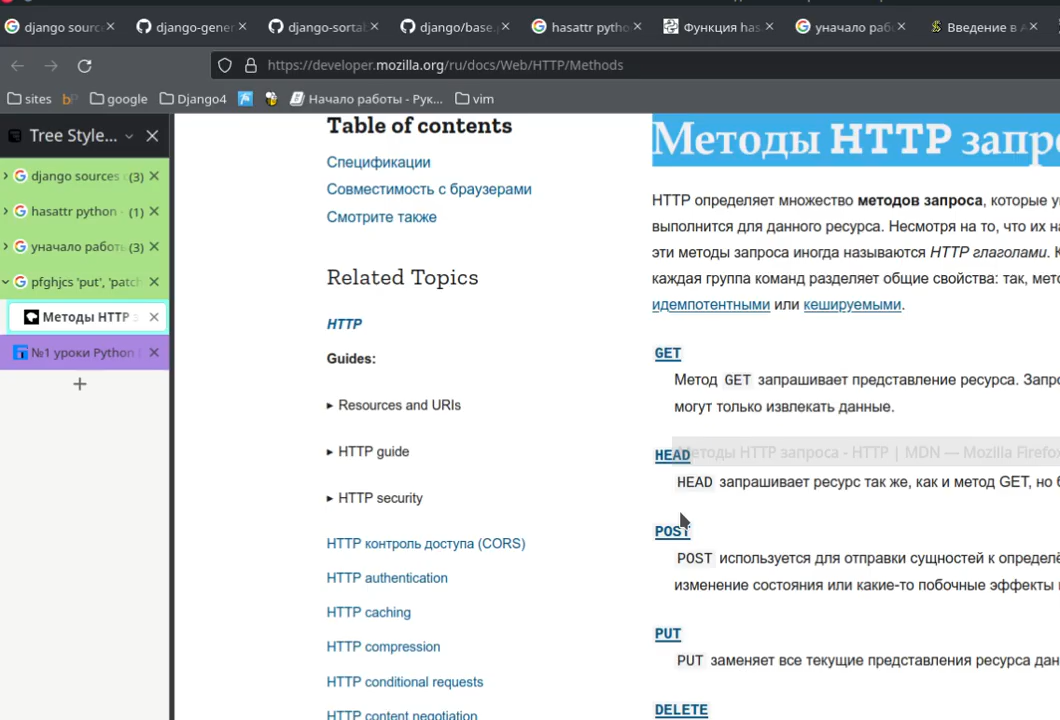 django sourc
django-gener
django-sorta
django/base.
hasattr pytho
Функция has
уначало рабо
Введение в A
https://developer.mozilla.org/ru/docs/Web/HTTP/Methods
sites
google
Django4
Начало работы - Рук...
vim
Tree Style...
django sources (3)
hasattr python - (1)
уначало работь (3)
pfghjcs 'put', 'patch
Методы HTTP з
№1 уроки Python
Table of contents
Спецификации
Совместимость с браузерами
Смотрите также
Related Topics
HTTP
Guides:
Resources and URIs
HTTP guide
HTTP security
HTTP контроль доступа (CORS)
HTTP authentication
HTTP caching
HTTP compression
HTTP conditional requests
HTTP content negotiation
Методы HTTP запр
HTTP определяет множество методов запроса, которые у
выполнится для данного ресурса. Несмотря на то, что их на
эти методы запроса иногда называются HTTP глаголами. К
каждая группа команд разделяет общие свойства: так, мето
идемпотентными или кешируемыми.
GET
Метод GET запрашивает представление ресурса. Запро
могут только извлекать данные.
HEAD
Методы HTTP запроса - HTTP | MDN — Mozilla Firefo
HEAD запрашивает ресурс так же, как и метод GET, но б
POST
POST используется для отправки сущностей к определё
изменение состояния или какие-то побочные эффекты
PUT
PUT заменяет все текущие представления ресурса дан
DELETE